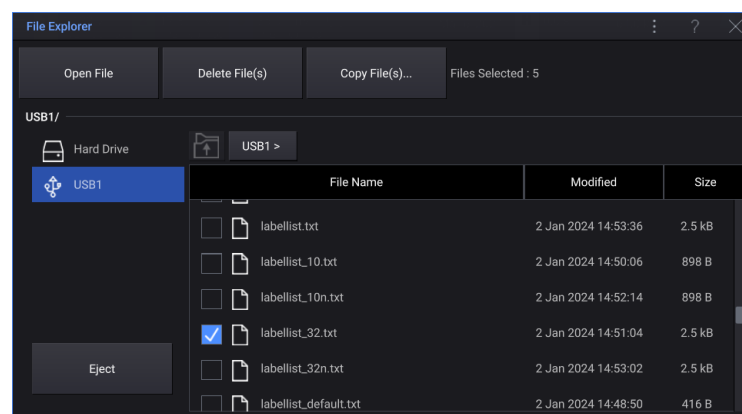 File Explorer
?
Open File
Delete File(s)
Copy File(s)...
Files Selected : 5
USB1/
Hard Drive
USB1 >
USB1
File Name Modified Size
labellist.txt 2 Jan 2024 14:53:36 2.5 kB
labellist_10.txt 2 Jan 2024 14:50:06 898 B
labellist_10n.txt 2 Jan 2024 14:52:14 898 B
labellist_32.txt 2 Jan 2024 14:51:04 2.5 kB
labellist_32n.txt 2 Jan 2024 14:53:02 2.5 kB
labellist_default.txt 2 Jan 2024 14:48:50 416 B
Eject